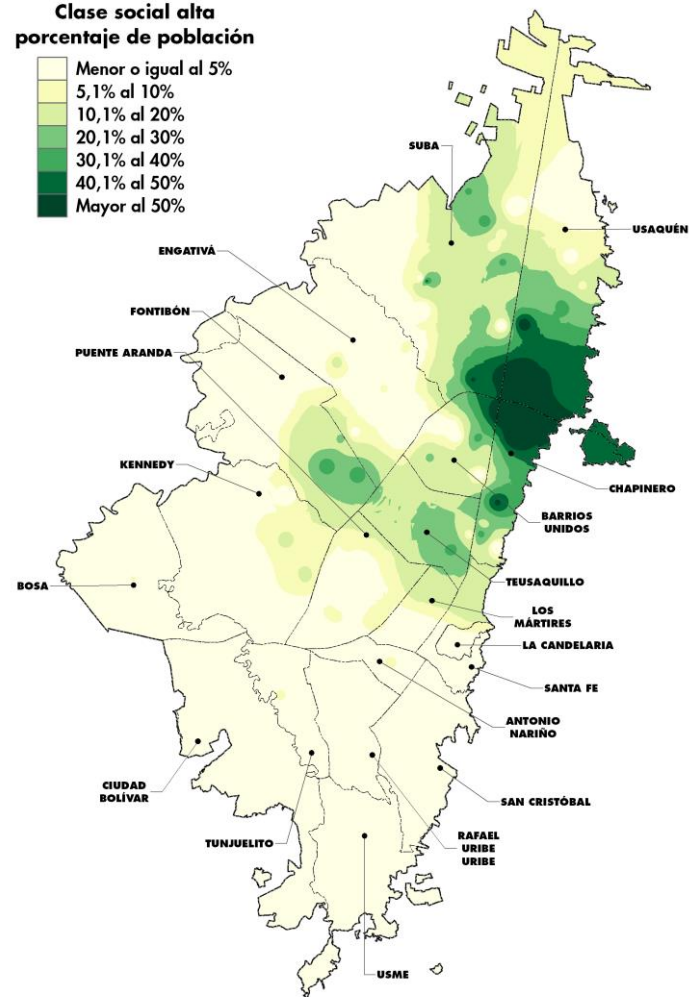 Clase social alta
porcentaje de población
Menor o igual al 5%
5,1% al 10%
10,1% al 20%
20,1% al 30%
30,1% al 40%
40,1% al 50%
Mayor al 50%
SUBA
USAQUÉN
ENGATIVÁ
FONTIBÓN
PUENTE ARANDA
KENNEDY
CHAPINERO
BARRIOS
UNIDOS
BOSA
TEUSAQUILLO
LOS
MÁRTIRES
LA CANDELARIA
SANTA FE
ANTONIO
NARIÑO
CIUDAD
BOLÍVAR
SAN CRISTÓBAL
TUNJUELITO
RAFAEL
URIBE
URIBE
USME